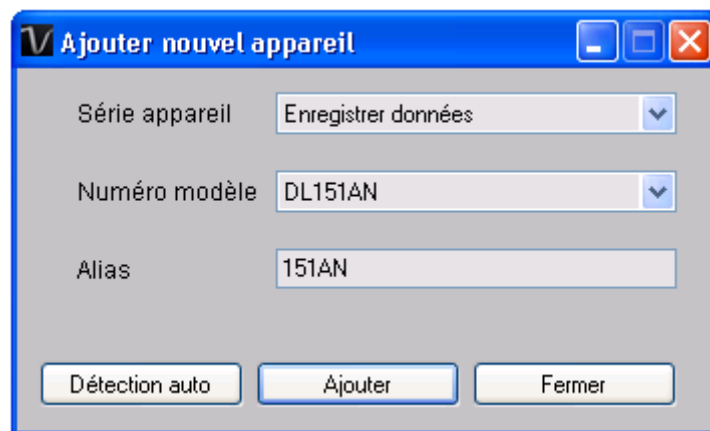 Ajouter nouvel appareil
Série appareil Enregistrer données
Numéro modèle DL151AN
Alias 151AN
Détection auto Ajouter Fermer